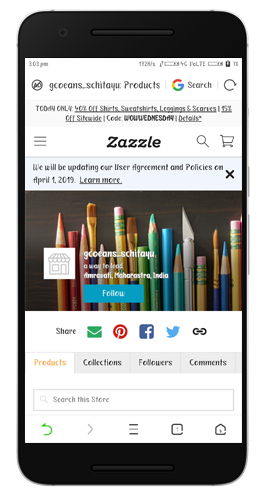 3:03 pm
gcoeans_schitayu: Products
Search
TODAY ONLY: 40% Off Shirts, Sweatshirts, Leggings & Scarves | 15%
Off Sitewide | Code: WOWWEDNESDAY | Details*
Zazzle
We will be updating our User Agreement and Policies on
April 1, 2019. Learn more.
gcoeans_schitayu,
a way to lead
Amravati, Maharastra, India
Follow
Share
Products Collections Followers Comments
Search this Store